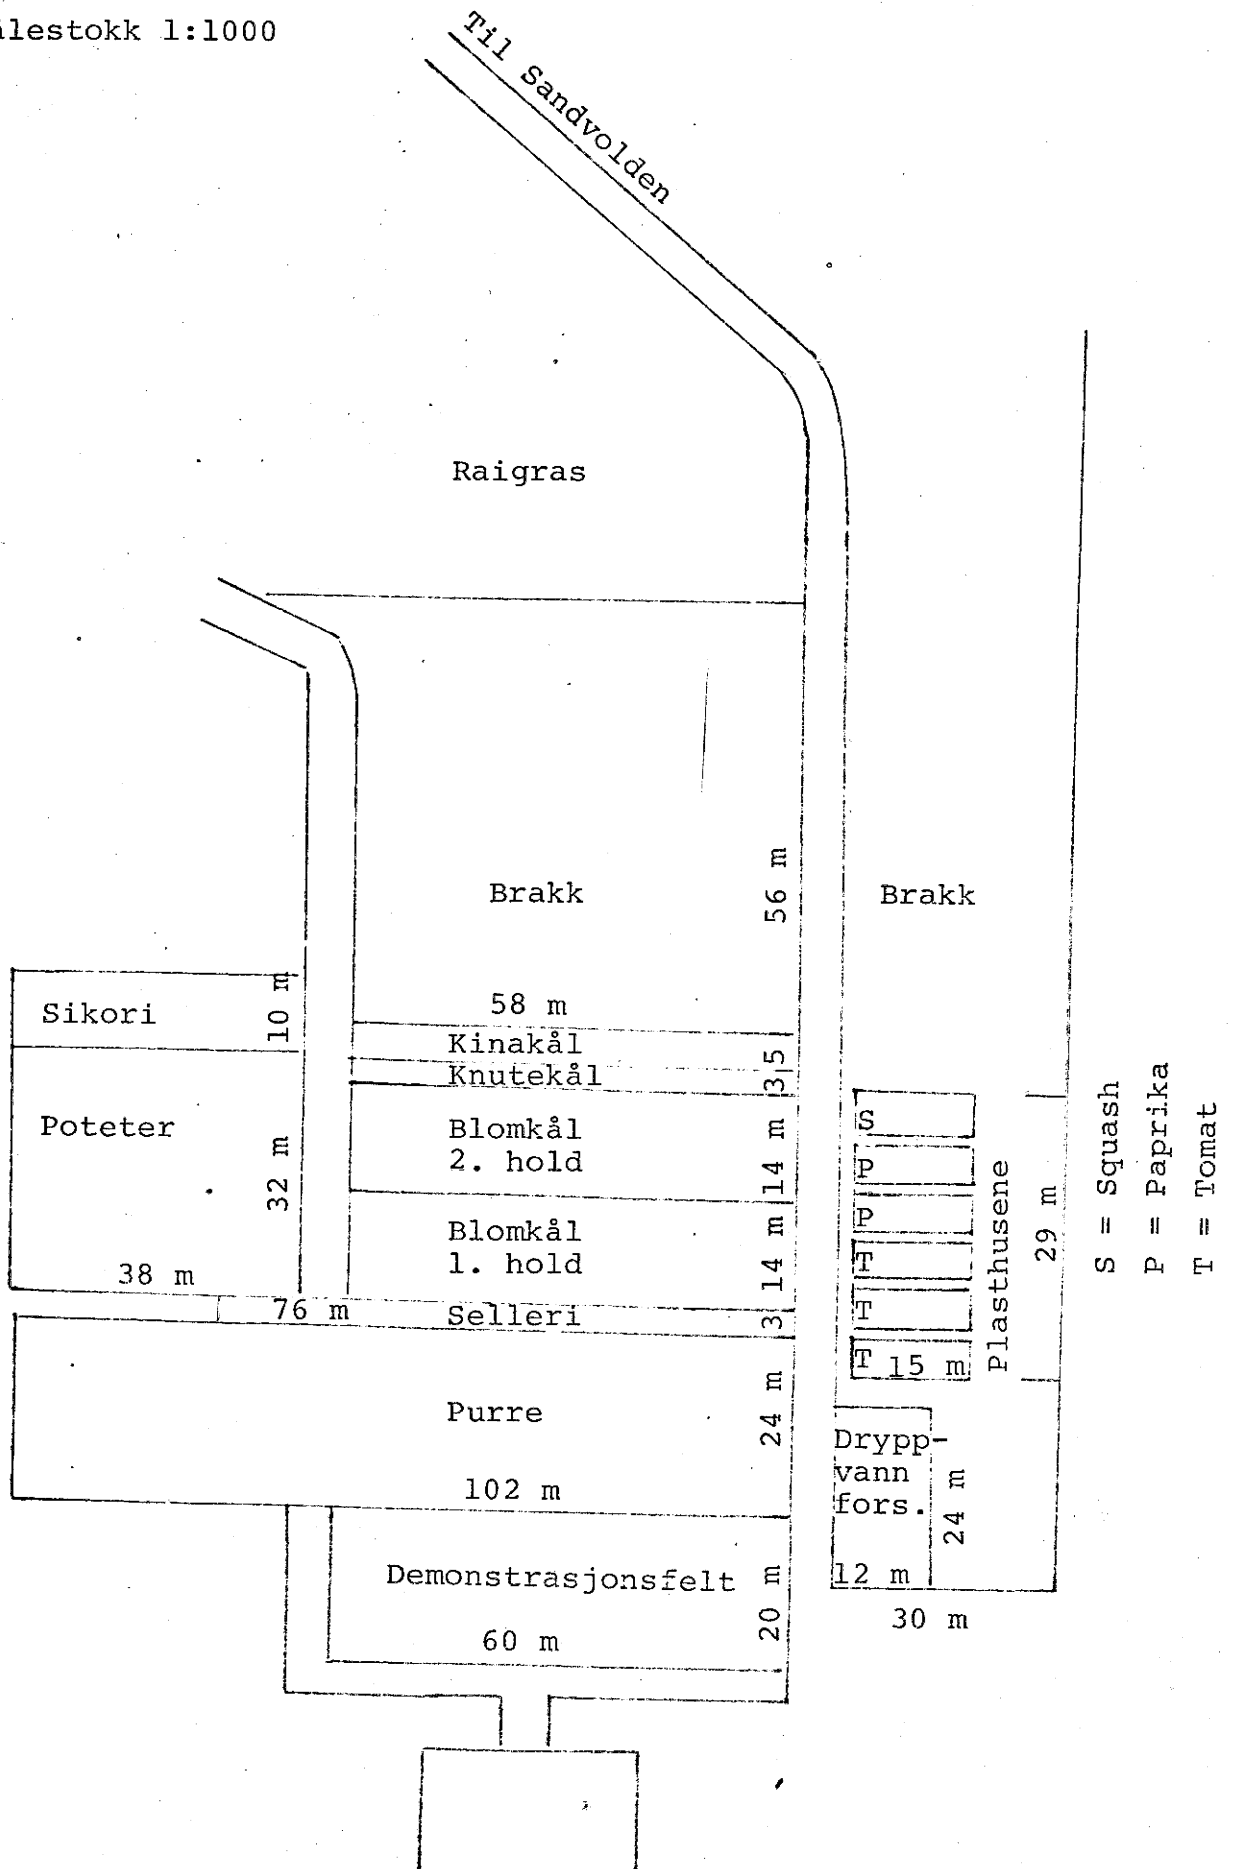 ålestokk 1:1000
Til Sandvolden
Raigras
Brakk
56 m
Brakk
58 m
Sikori
10 m
Kinakål
5
Knutekål
3
Poteter
32 m
38 m
Blomkål
2. hold
14 m
Blomkål
1. hold
14 m
76 m
Selleri
3
Purre
24 m
102 m
Demonstrasjonsfelt
20 m
60 m
S
P
P
T
T
T 15 m
Plasthusene
29 m
S = Squash
P = Paprika
T = Tomat
Drypp-
vann
fors.
24 m
12 m
30 m